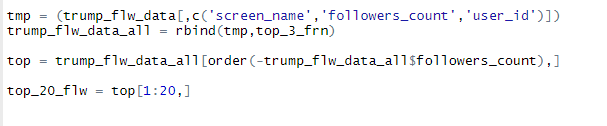 tmp = (trump_flw_data[,c('screen_name','followers_count','user_id')])
trump_flw_data_all = rbind(tmp,top_3_frn)
top = trump_flw_data_all[order(-trump_flw_data_all$followers_count),]
top_20_flw = top[1:20,]